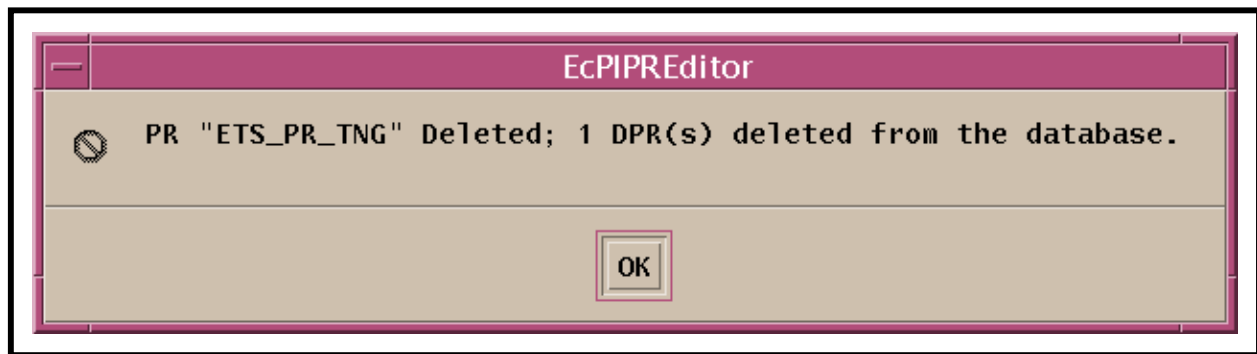 EcPlPREditor
PR "ETS_PR_TNG" Deleted; 1 DPR(s) deleted from the database.
OK